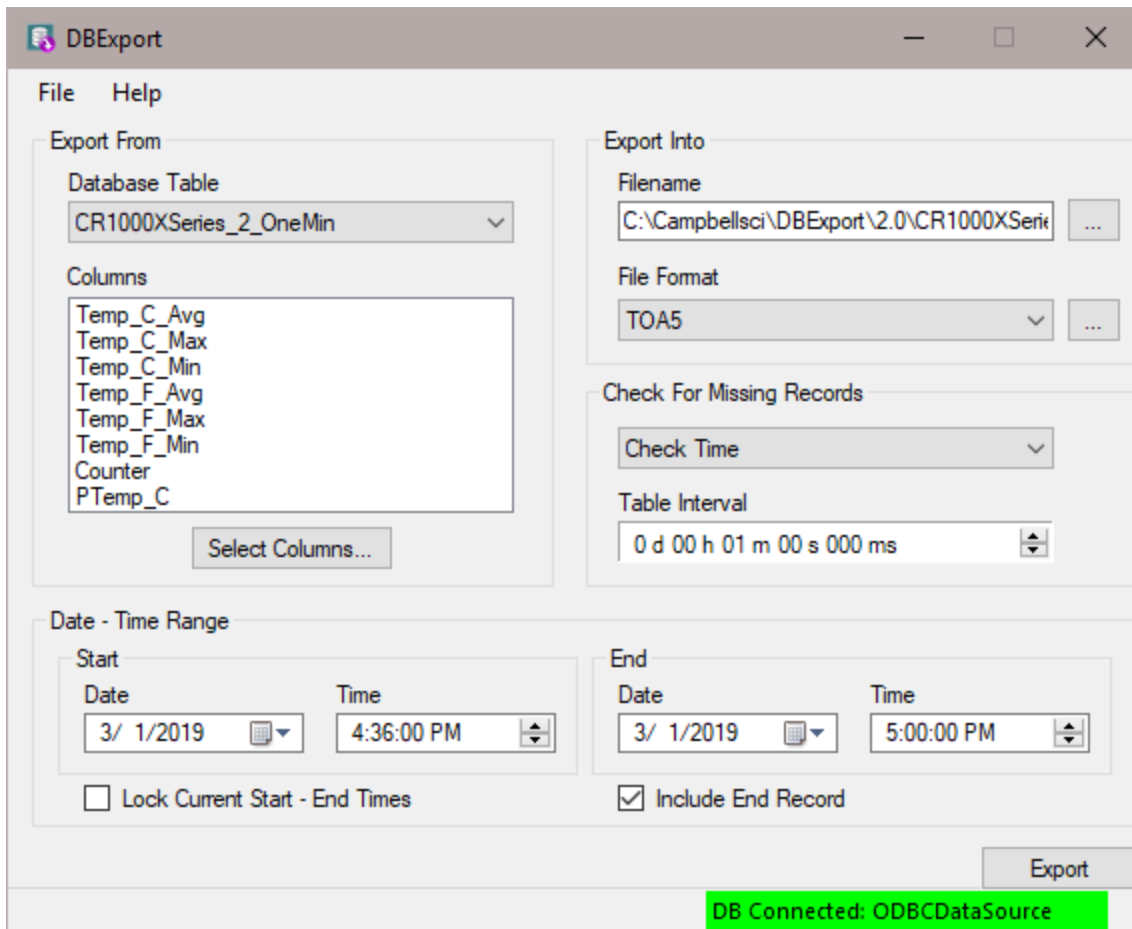 DBExport
File Help
Export From
Database Table
CR1000XSeries_2_OneMin
Columns
Temp_C_Avg
Temp_C_Max
Temp_C_Min
Temp_F_Avg
Temp_F_Max
Temp_F_Min
Counter
PTemp_C
Select Columns...
Export Into
Filename
C:\Campbellsci\DBExport\2.0\CR1000XSerie
...
File Format
TOA5
...
Check For Missing Records
Check Time
Table Interval
0 d 00 h 01 m 00 s 000 ms
Date - Time Range
Start
Date Time
3/ 1/2019 4:36:00 PM
Lock Current Start - End Times
End
Date Time
3/ 1/2019 5:00:00 PM
Include End Record
Export
DB Connected: ODBCDataSource